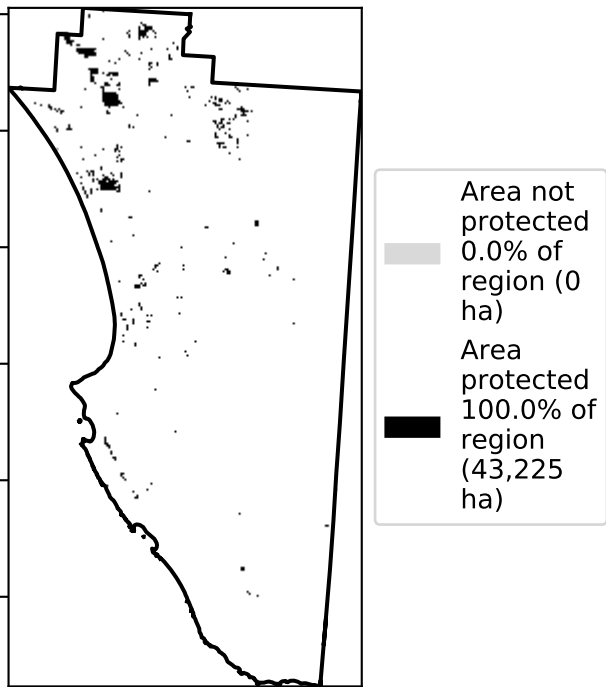 Area not
protected
0.0% of
region (0
ha)
Area
protected
100.0% of
region
(43,225
ha)